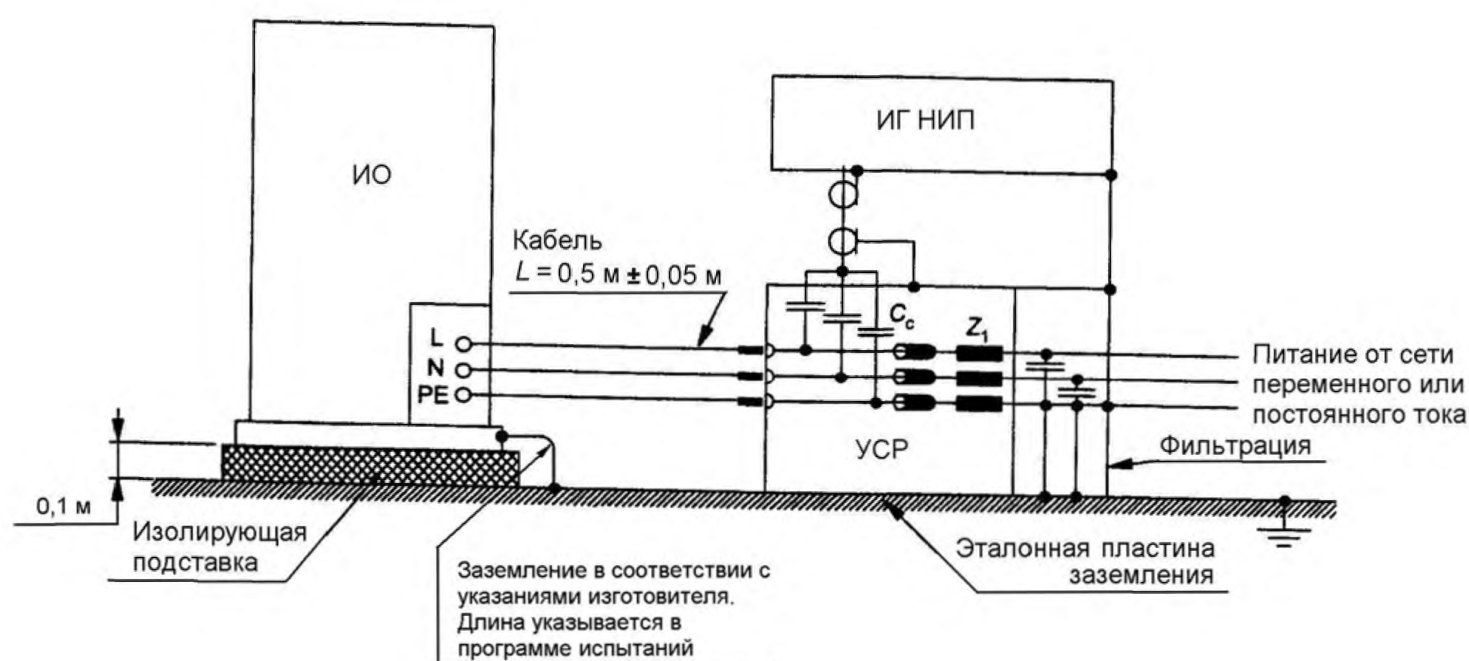 ИО
ИГ НИП
Кабель
L = 0,5 м ± 0,05 м
L
N
PE
Cc
Z1
УСР
Питание от сети
переменного или
постоянного тока
Фильтрация
0,1 м
Изолирующая
подставка
Заземление в соответствии с
указаниями изготовителя.
Длина указывается в
программе испытаний
Эталонная пластина
заземления